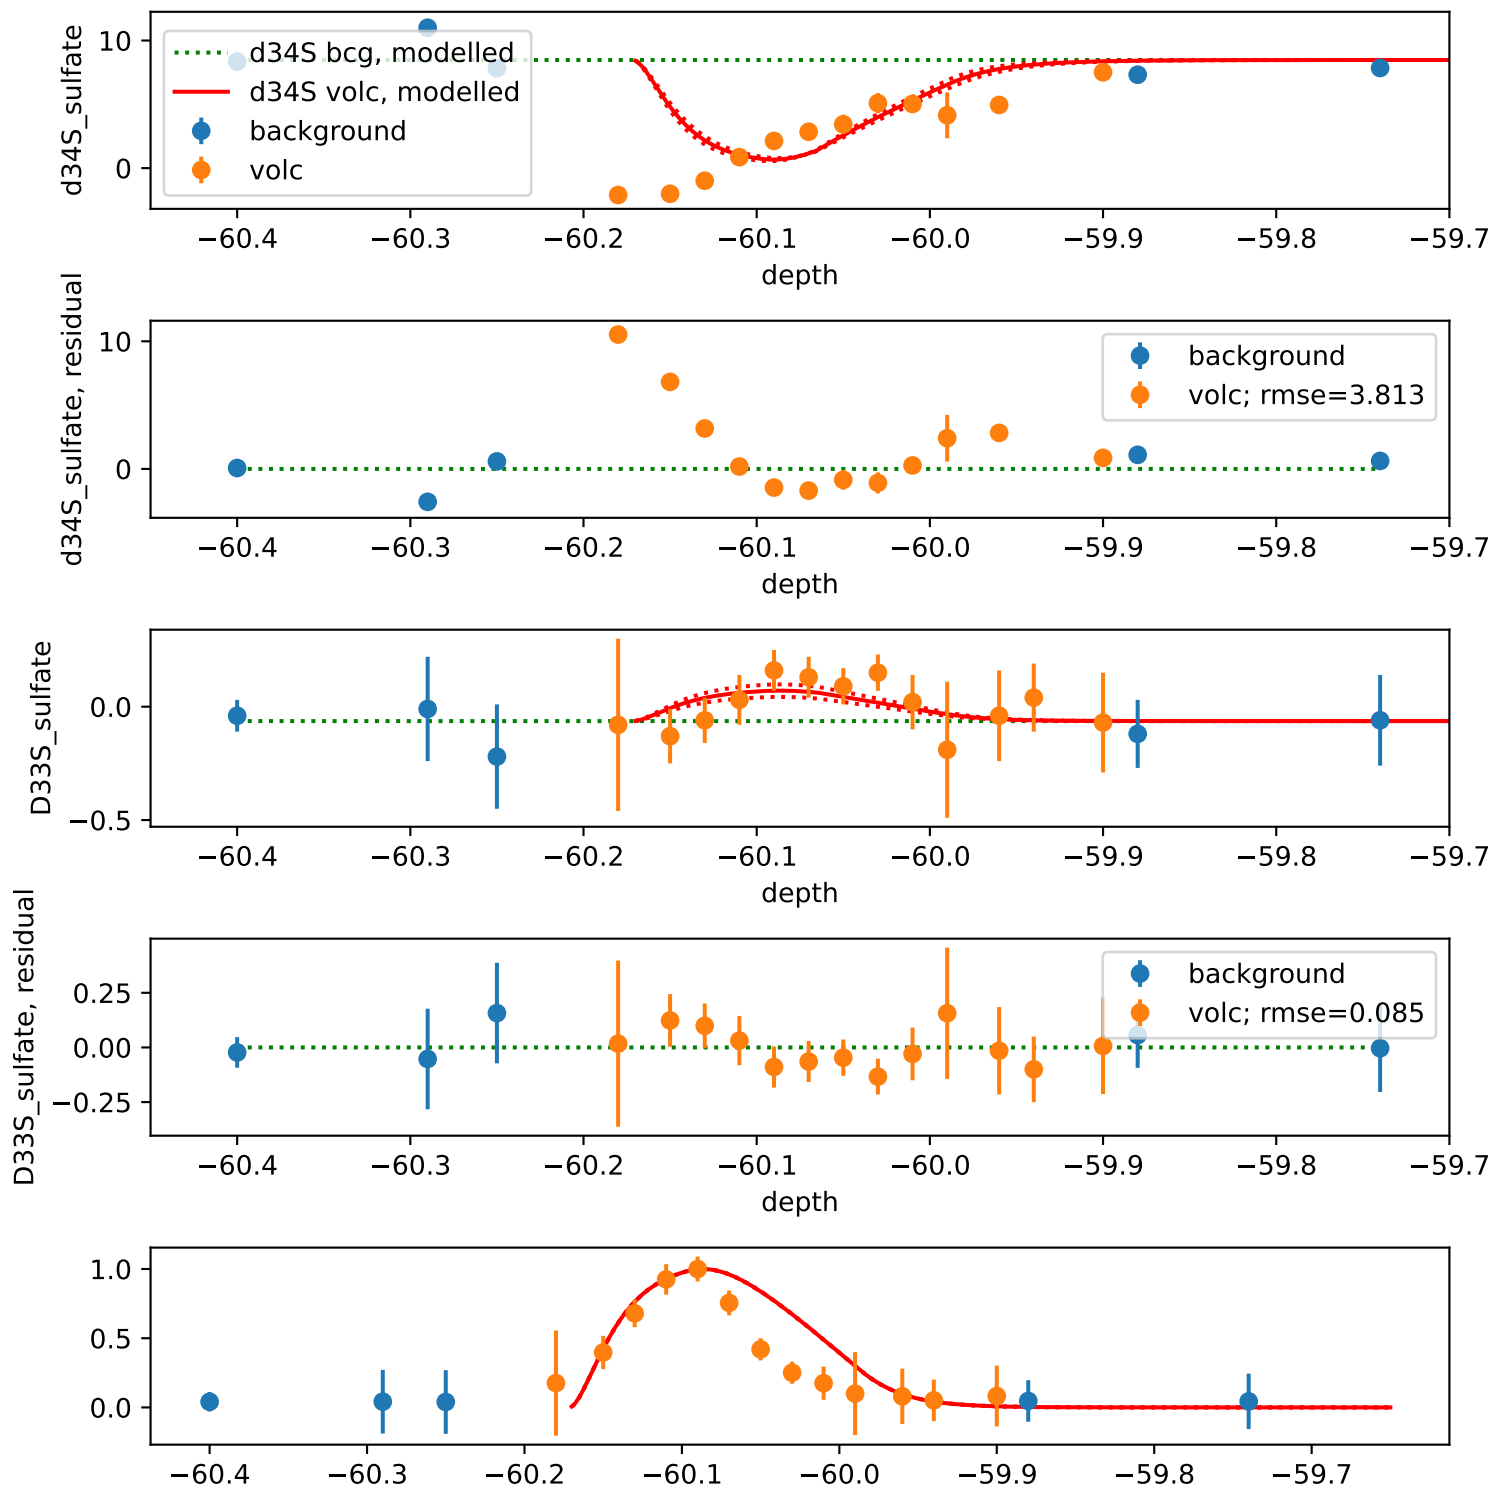 d34S_sulfate
10
0
d34S bcg, modelled
d34S volc, modelled
background
volc
−60.4 −60.3 −60.2 −60.1 −60.0 −59.9 −59.8 −59.7
depth
d34S_sulfate, residual
10
0
background
volc; rmse=3.813
−60.4 −60.3 −60.2 −60.1 −60.0 −59.9 −59.8 −59.7
depth
D33S_sulfate
0.0
−0.5
−60.4 −60.3 −60.2 −60.1 −60.0 −59.9 −59.8 −59.7
depth
D33S_sulfate, residual
0.25
0.00
−0.25
background
volc; rmse=0.085
−60.4 −60.3 −60.2 −60.1 −60.0 −59.9 −59.8 −59.7
depth
1.0
0.5
0.0
−60.4 −60.3 −60.2 −60.1 −60.0 −59.9 −59.8 −59.7